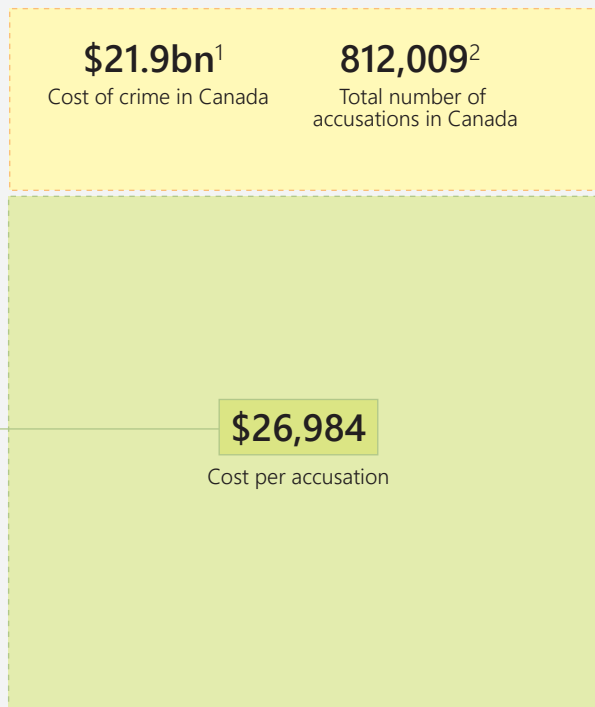 $21.9bn¹
Cost of crime in Canada
812,009²
Total number of
accusations in Canada
$26,984
Cost per accusation